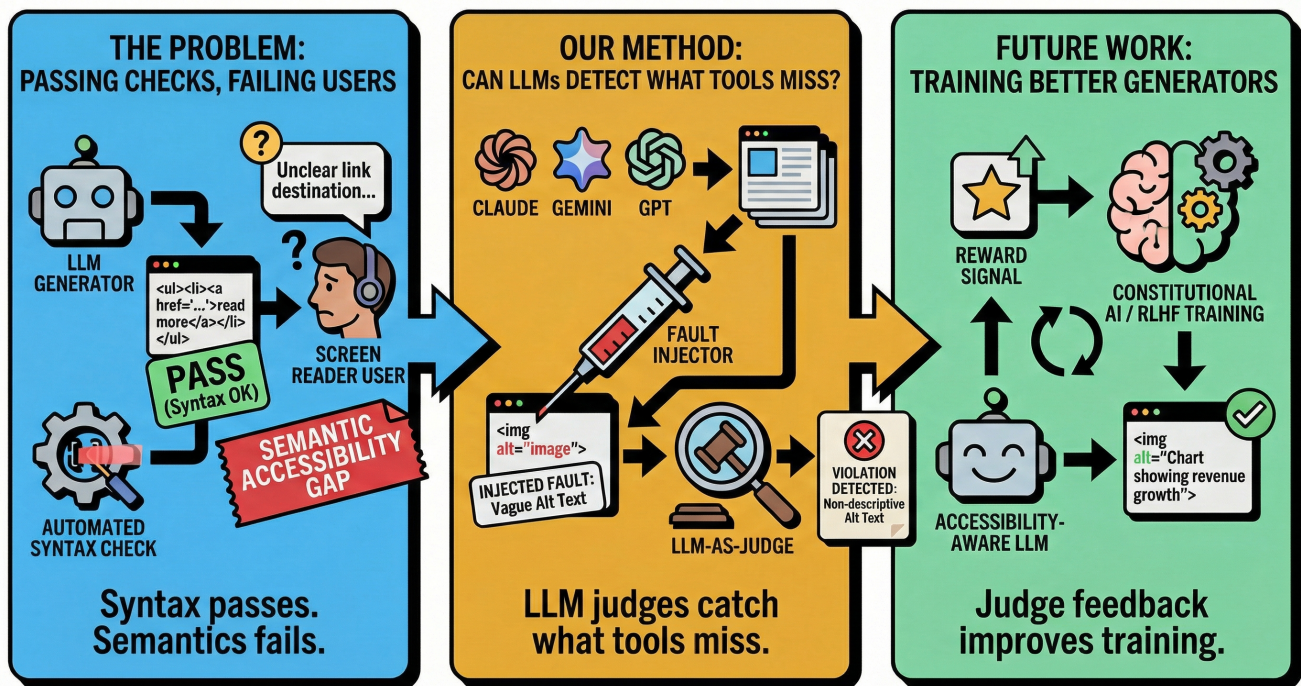 THE PROBLEM:
PASSING CHECKS, FAILING USERS
LLM
GENERATOR
?
Unclear link
destination...
?
<ul><li><a
href='...'>read
more</a></li>
</ul>
PASS
(Syntax OK)
SCREEN
READER USER
AUTOMATED
SYNTAX CHECK
SEMANTIC
ACCESSIBILITY
GAP
Syntax passes.
Semantics fails.
OUR METHOD:
CAN LLMs DETECT WHAT TOOLS MISS?
CLAUDE
GEMINI
GPT
FAULT
INJECTOR
<img
alt="image">
INJECTED FAULT:
Vague Alt Text
LLM-AS-JUDGE
VIOLATION
DETECTED:
Non-descriptive
Alt Text
LLM judges catch
what tools miss.
FUTURE WORK:
TRAINING BETTER GENERATORS
REWARD
SIGNAL
CONSTITUTIONAL
AI / RLHF TRAINING
ACCESSIBILITY-
AWARE LLM
<img
alt="Chart
showing revenue
growth">
Judge feedback
improves training.